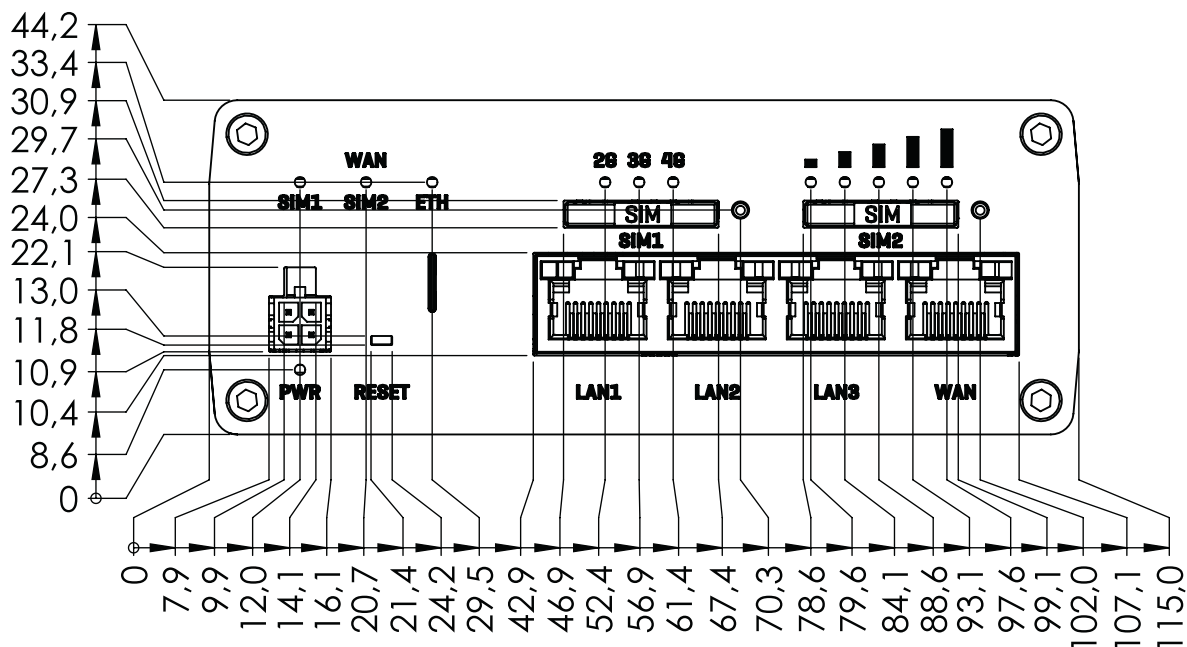 44,2
33,4
30,9
29,7
27,3
24,0
22,1
13,0
11,8
10,9
10,4
8,6
0
WAN
2G 3G 4G
SIM1 SIM2 ETH
SIM SIM
SIM1 SIM2
PWR RESET LAN1 LAN2 LAN3 WAN
0 7,9 9,9 12,0 14,1 16,1 20,7 21,4 24,2 29,5 42,9 46,9 52,4 56,9 61,4 67,4 70,3 78,6 79,6 84,1 88,6 93,1 97,6 99,1 102,0 107,1 115,0